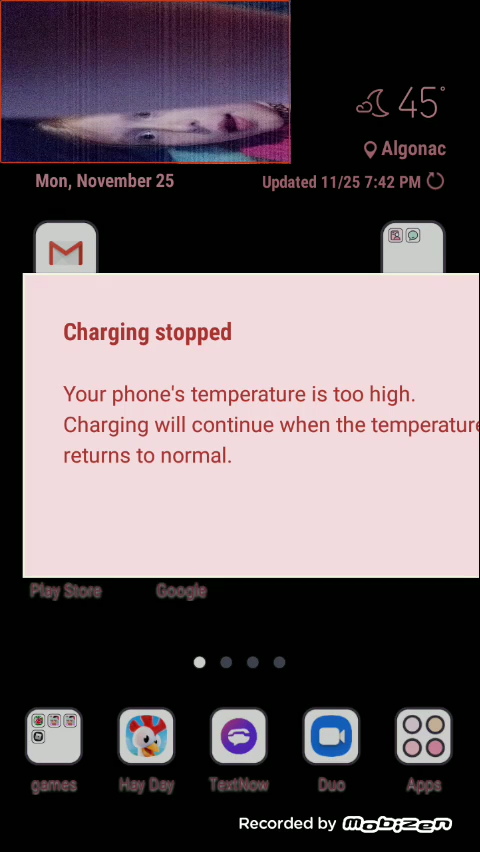 45°
Algonac
Mon, November 25
Updated 11/25 7:42 PM
Charging stopped
Your phone's temperature is too high.
Charging will continue when the temperature
returns to normal.
Play Store
Google
games
Hay Day
TextNow
Duo
Apps
Recorded by Mobizen